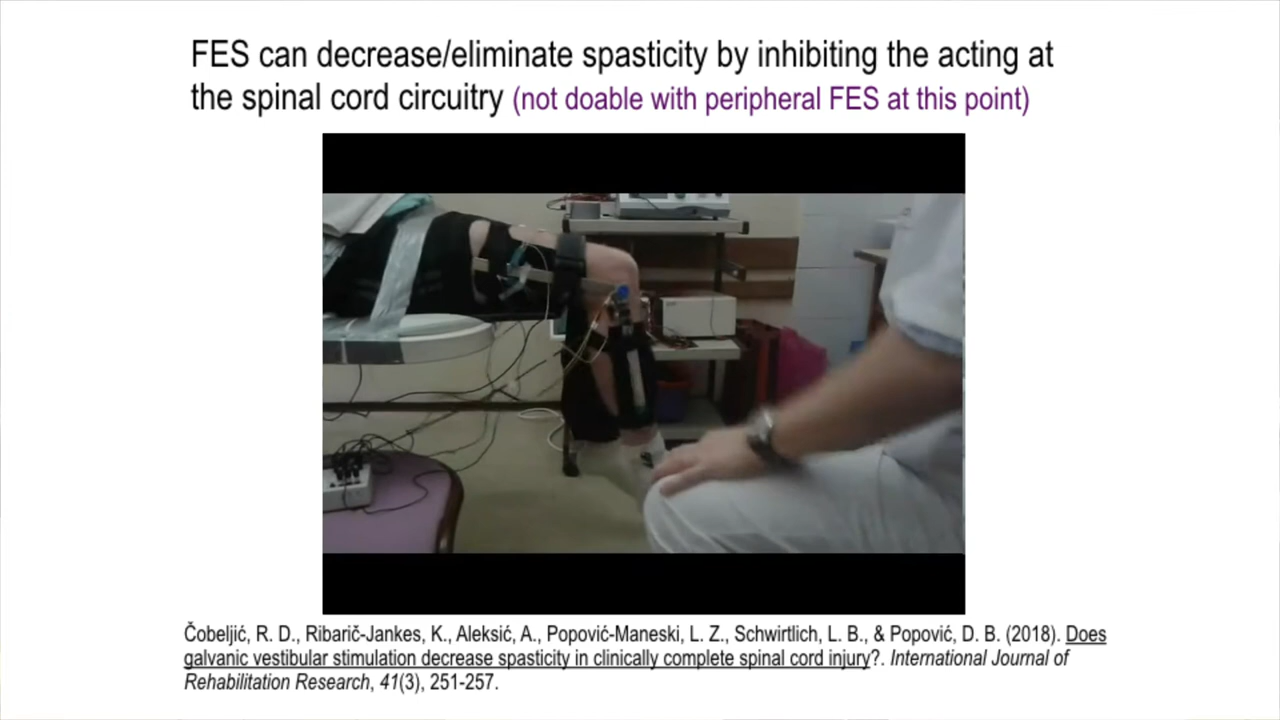 FES can decrease/eliminate spasticity by inhibiting the acting at
the spinal cord circuitry (not doable with peripheral FES at this point)
Čobeljić, R. D., Ribarič-Jankes, K., Aleksić, A., Popović-Maneski, L. Z., Schwirtlich, L. B., & Popović, D. B. (2018). Does
galvanic vestibular stimulation decrease spasticity in clinically complete spinal cord injury?. International Journal of
Rehabilitation Research, 41(3), 251-257.